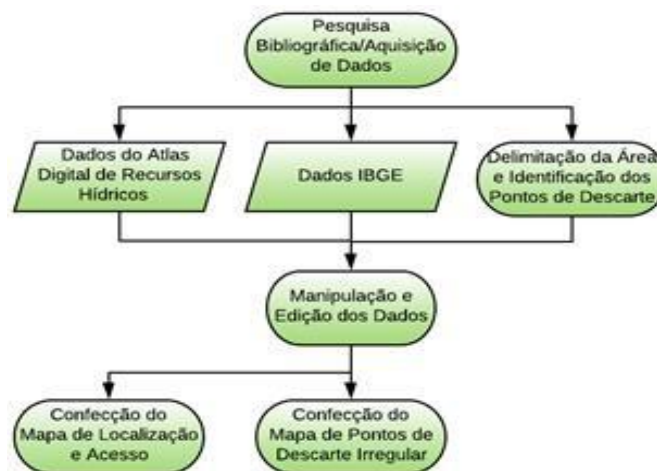 Pesquisa
Bibliográfica/Aquisição
de Dados
Dados do Atlas
Digital de Recursos
Hídricos
Dados IBGE
Delimitação da Área
e Identificação dos
Pontos de Descarte
Manipulação e
Edição dos Dados
Confecção do
Mapa de Localização
e Acesso
Confecção do
Mapa de Pontos de
Descarte Irregular